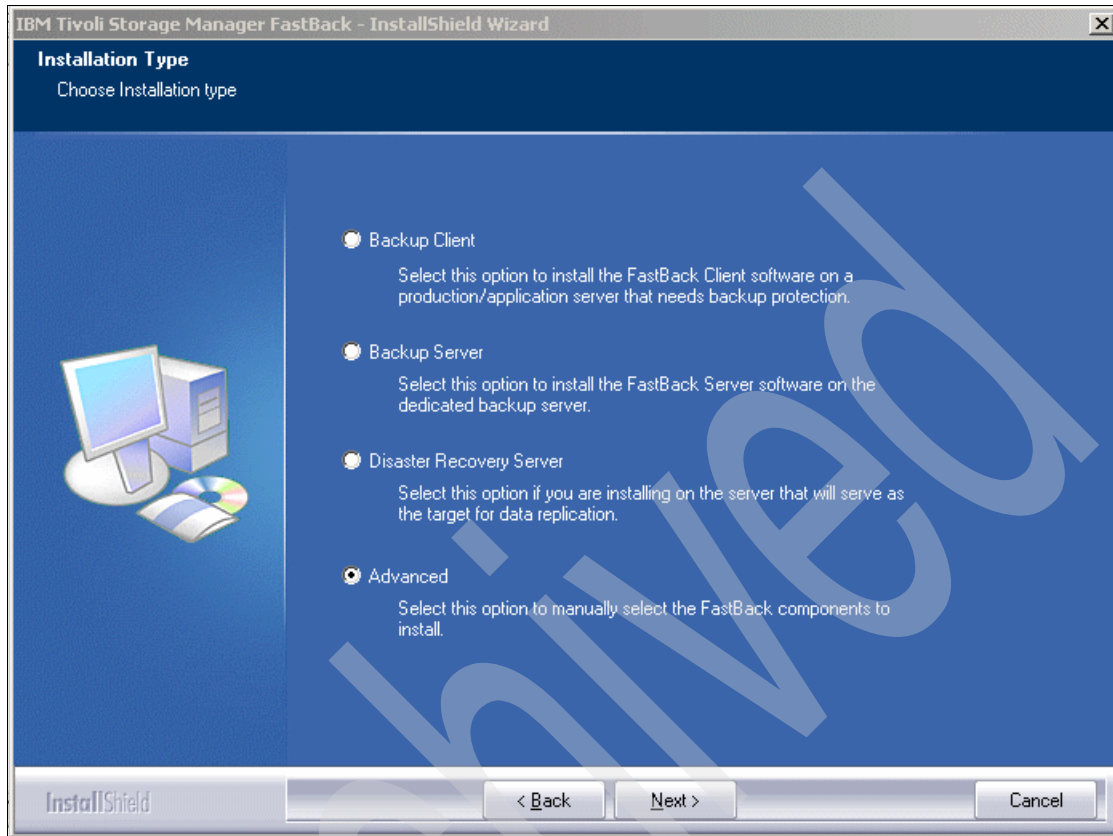 IBM Tivoli Storage Manager FastBack - InstallShield Wizard
Installation Type
Choose Installation type
Backup Client
Select this option to install the FastBack Client software on a
production/application server that needs backup protection.
Backup Server
Select this option to install the FastBack Server software on the
dedicated backup server.
Disaster Recovery Server
Select this option if you are installing on the server that will serve as
the target for data replication.
Advanced
Select this option to manually select the FastBack components to
install.
InstallShield
< Back
Next >
Cancel
hived